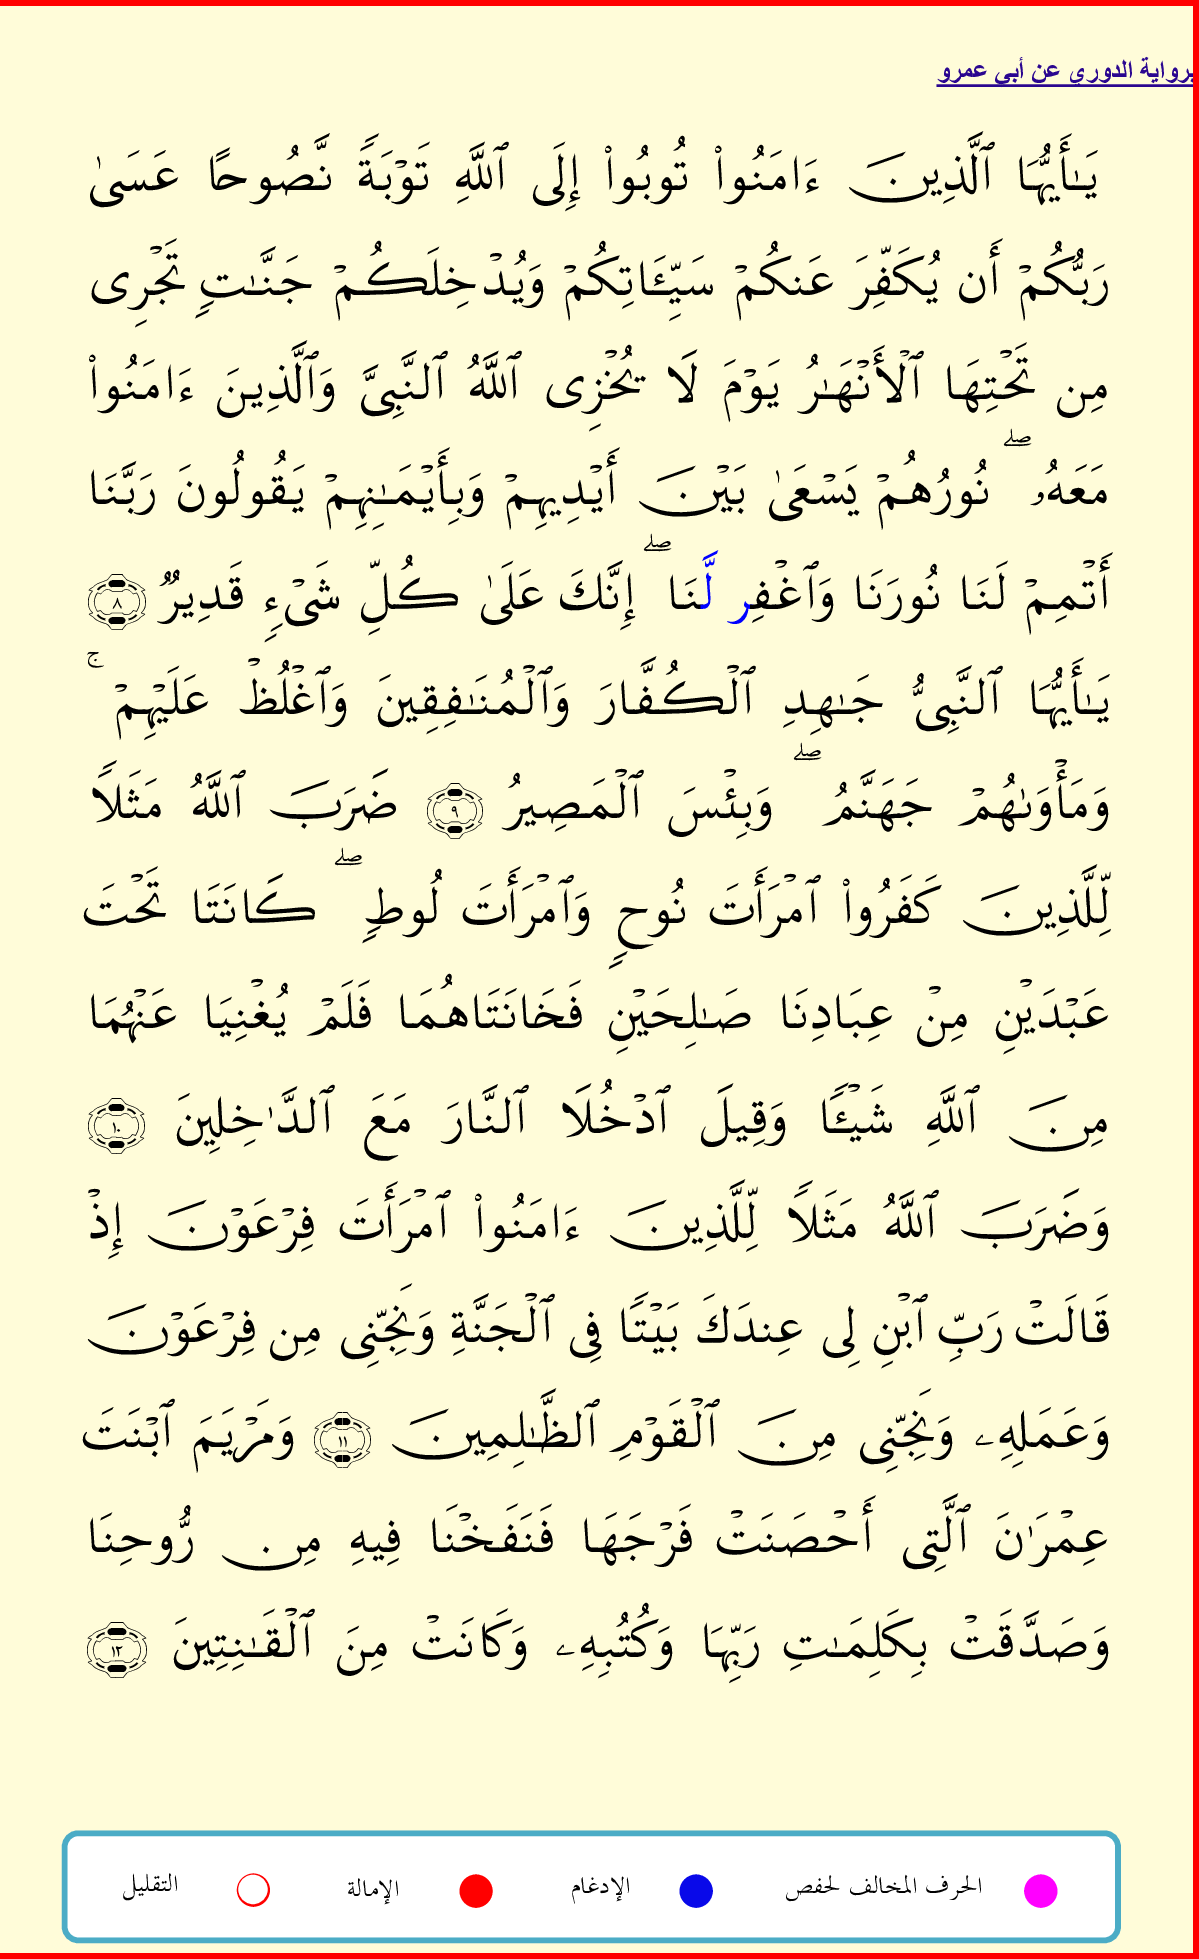 برواية الدوري عن أبي عمرو
يَـٰٓأَيُّهَا ٱلَّذِينَ ءَامَنُوا۟ تُوبُوا۟ إِلَى ٱللَّهِ تَوْبَةً نَّصُوحًا عَسَىٰ
رَبُّكُمْ أَن يُكَفِّرَ عَنكُمْ سَيِّـَٔاتِكُمْ وَيُدْخِلَكُمْ جَنَّـٰتٍ تَجْرِى
مِن تَحْتِهَا ٱلْأَنْهَـٰرُ يَوْمَ لَا يُخْزِى ٱللَّهُ ٱلنَّبِىَّ وَٱلَّذِينَ ءَامَنُوا۟
مَعَهُۥ ۖ نُورُهُمْ يَسْعَىٰ بَيْنَ أَيْدِيهِمْ وَبِأَيْمَـٰنِهِمْ يَقُولُونَ رَبَّنَا
أَتْمِمْ لَنَا نُورَنَا وَٱغْفِر لَّنَا ۖ إِنَّكَ عَلَىٰ كُلِّ شَىْءٍ قَدِيرٌ ٨
يَـٰأَيُّهَا ٱلنَّبِىُّ جَـٰهِدِ ٱلْكُفَّارَ وَٱلْمُنَـٰفِقِينَ وَٱغْلُظْ عَلَيْهِمْ ۚ
وَمَأْوَىٰهُمْ جَهَنَّمُ ۖ وَبِئْسَ ٱلْمَصِيرُ ٩ ضَرَبَ ٱللَّهُ مَثَلًا
لِّلَّذِينَ كَفَرُوا۟ ٱمْرَأَتَ نُوحٍ وَٱمْرَأَتَ لُوطٍ ۖ كَانَتَا تَحْتَ
عَبْدَيْنِ مِنْ عِبَادِنَا صَـٰلِحَيْنِ فَخَانَتَاهُمَا فَلَمْ يُغْنِيَا عَنْهُمَا
مِنَ ٱللَّهِ شَيْـًٔا وَقِيلَ ٱدْخُلَا ٱلنَّارَ مَعَ ٱلدَّٰخِلِينَ ١٠
وَضَرَبَ ٱللَّهُ مَثَلًا لِّلَّذِينَ ءَامَنُوا۟ ٱمْرَأَتَ فِرْعَوْنَ إِذْ
قَالَتْ رَبِّ ٱبْنِ لِى عِندَكَ بَيْتًا فِى ٱلْجَنَّةِ وَنَجِّنِى مِن فِرْعَوْنَ
وَعَمَلِهِۦ وَنَجِّنِى مِنَ ٱلْقَوْمِ ٱلظَّـٰلِمِينَ ١١ وَمَرْيَمَ ٱبْنَتَ
عِمْرَٰنَ ٱلَّتِى أَحْصَنَتْ فَرْجَهَا فَنَفَخْنَا فِيهِ مِن رُّوحِنَا
وَصَدَّقَتْ بِكَلِمَـٰتِ رَبِّهَا وَكُتُبِهِۦ وَكَانَتْ مِنَ ٱلْقَـٰنِتِينَ ١٢
الحرف المخالف لحفص الإدغام الإمالة التقليل